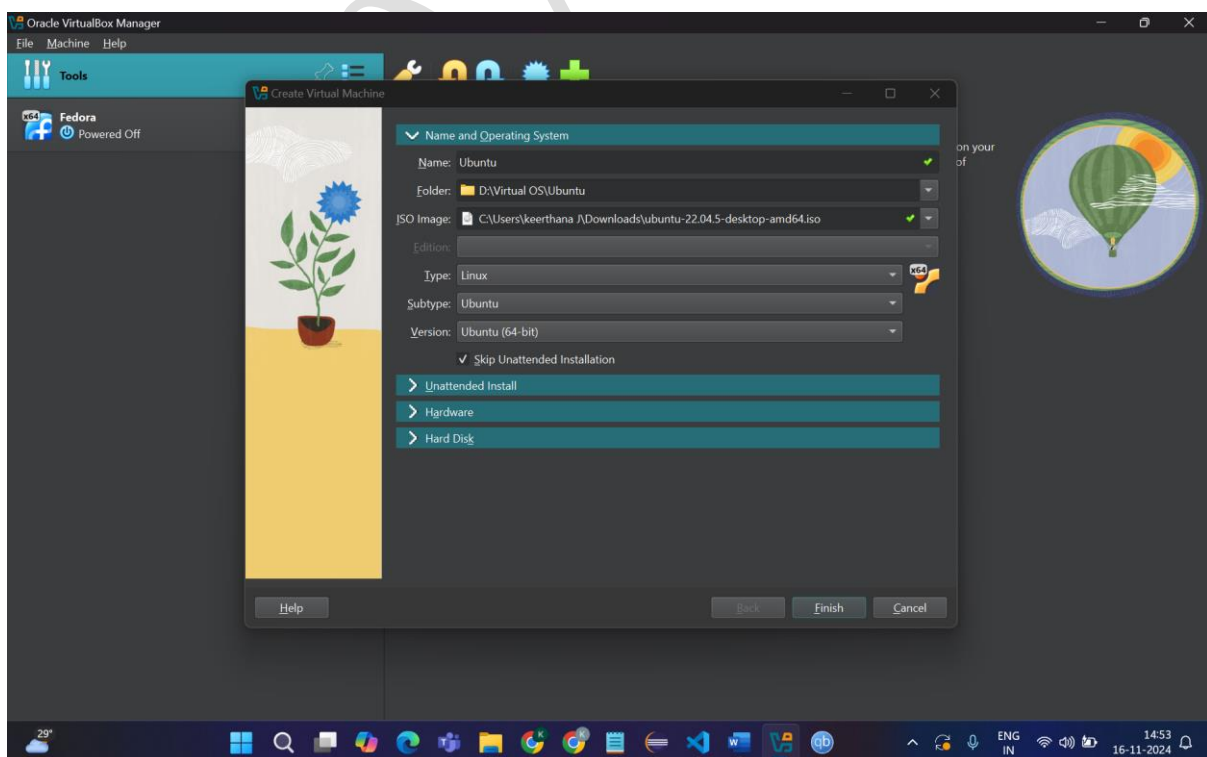 Oracle VirtualBox Manager
File Machine Help
Tools
Fedora
Powered Off
x64
Create Virtual Machine
Name and Operating System
Name: Ubuntu
Folder: D:\Virtual OS\Ubuntu
ISO Image: C:\Users\keerthana J\Downloads\ubuntu-22.04.5-desktop-amd64.iso
Edition:
Type: Linux
x64
Subtype: Ubuntu
Version: Ubuntu (64-bit)
Skip Unattended Installation
Unattended Install
Hardware
Hard Disk
Help Back Finish Cancel
on your
of
29°
qb
ENG
IN
14:53
16-11-2024